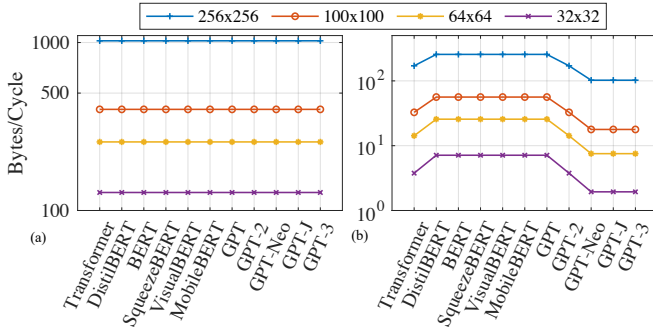 256x256 100x100 64x64 32x32
Bytes/Cycle
1000
500
100
10^2
10^1
10^0
(a)
Transformer
DistilBERT
BERT
SqueezeBERT
VisualBERT
MobileBERT
GPT
GPT-2
GPT-Neo
GPT-J
GPT-3
(b)
Transformer
DistilBERT
BERT
SqueezeBERT
VisualBERT
MobileBERT
GPT
GPT-2
GPT-Neo
GPT-J
GPT-3